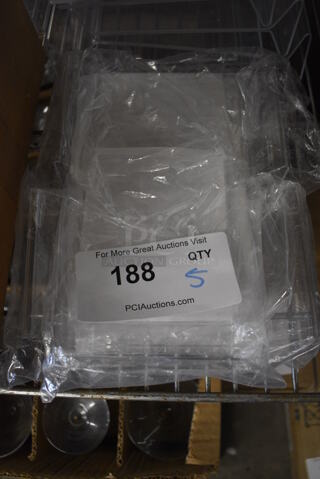 For More Great Auctions Visit
188
QTY
5
PCIAuctions.com